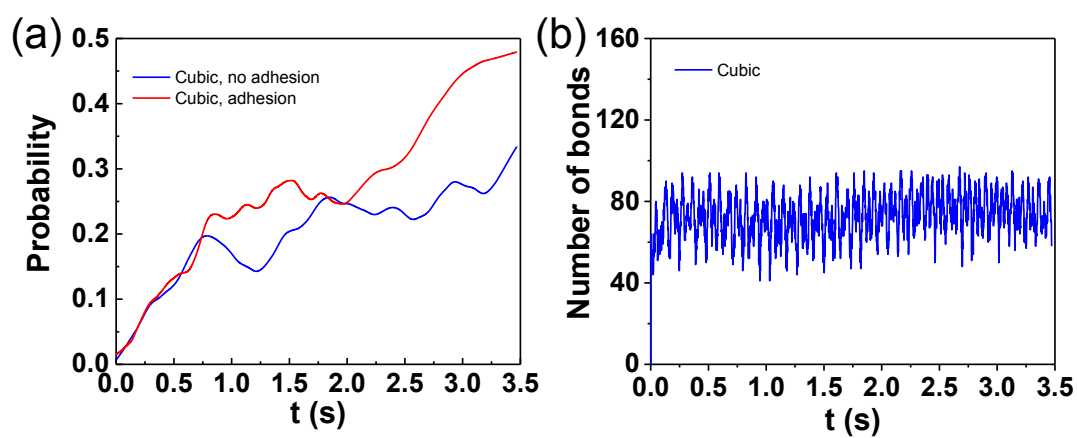 (a)
0.5
0.4
0.3
0.2
0.1
0.0
Probability
Cubic, no adhesion
Cubic, adhesion
0.0 0.5 1.0 1.5 2.0 2.5 3.0 3.5
t (s)
(b)
160
120
80
40
0
Number of bonds
Cubic
0.0 0.5 1.0 1.5 2.0 2.5 3.0 3.5
t (s)